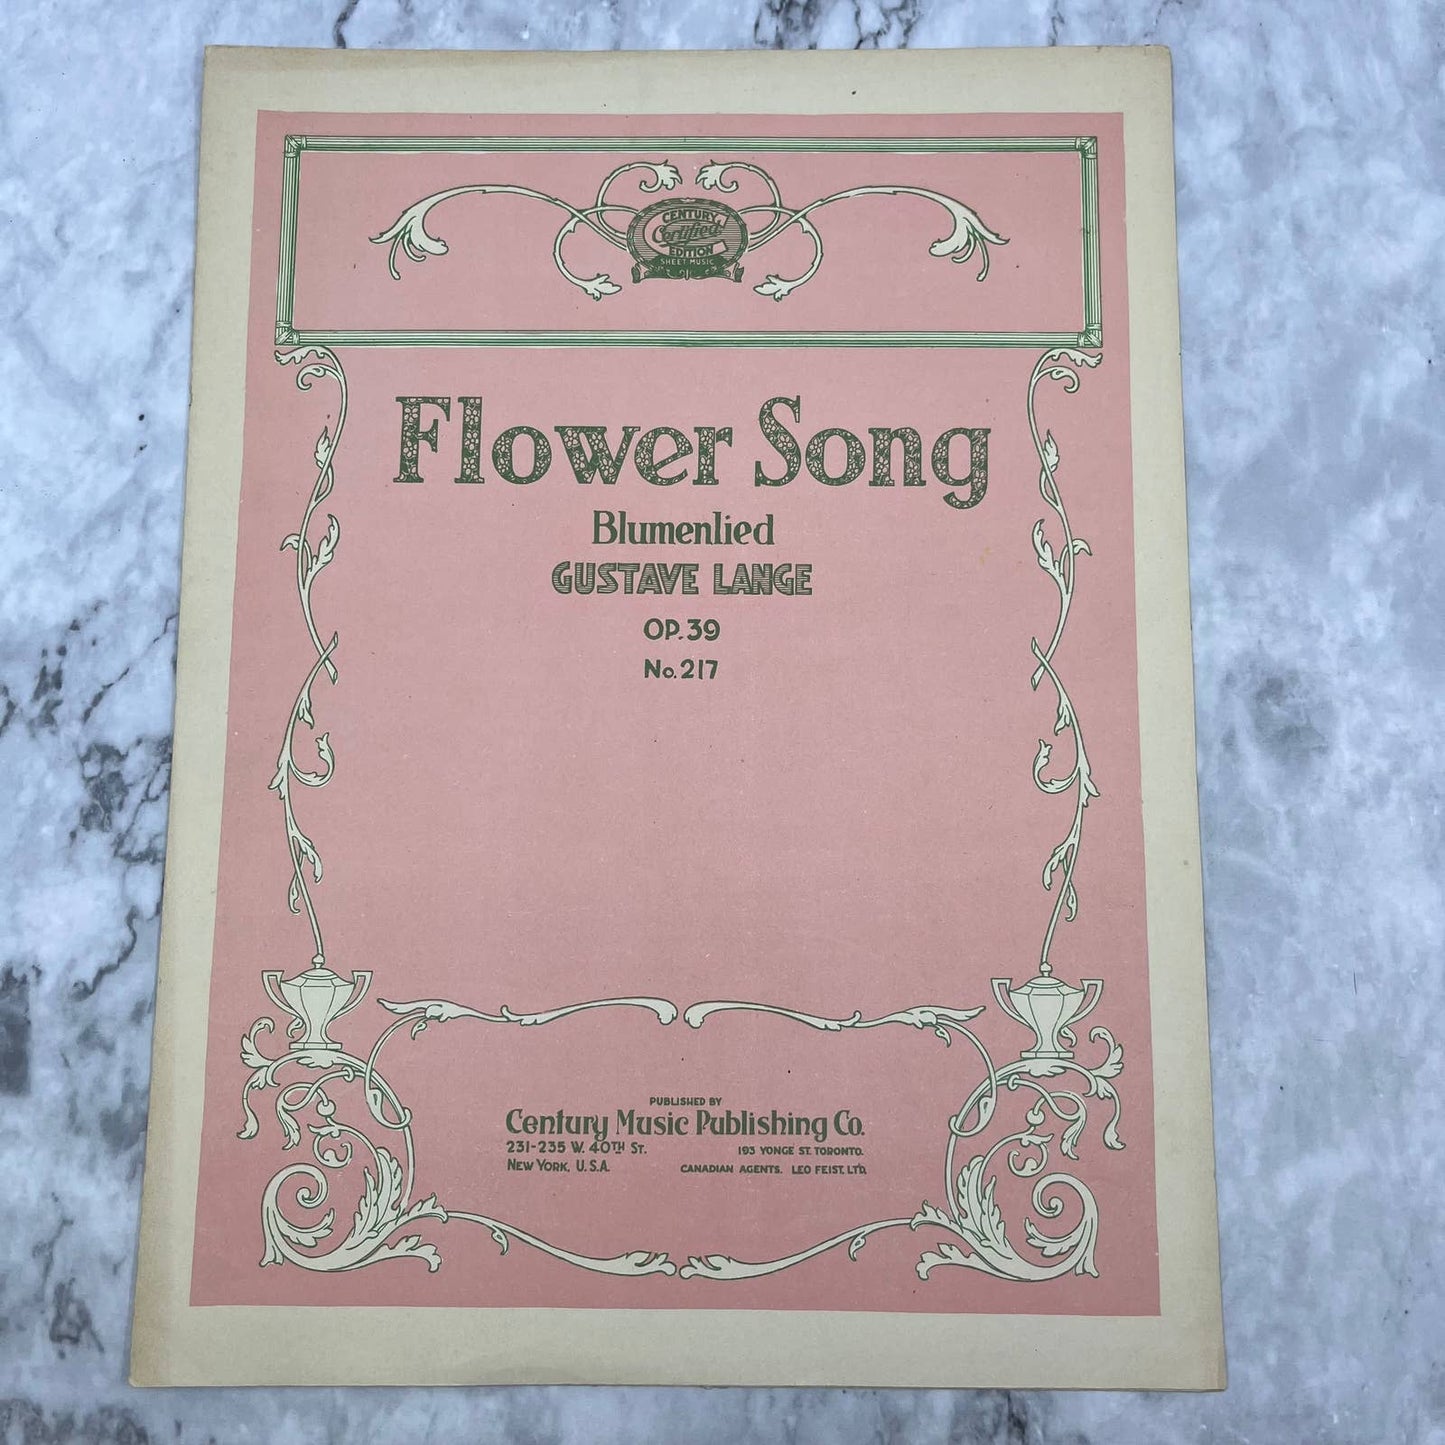 CENTURY
Certified
EDITION
SHEET MUSIC
Flower Song
Blumenlied
GUSTAVE LANGE
OP. 39
No. 217
PUBLISHED BY
Century Music Publishing Co.
231-235 W. 40TH ST. 193 YONGE ST. TORONTO.
NEW YORK, U.S.A. CANADIAN AGENTS. LEO FEIST, LTD.